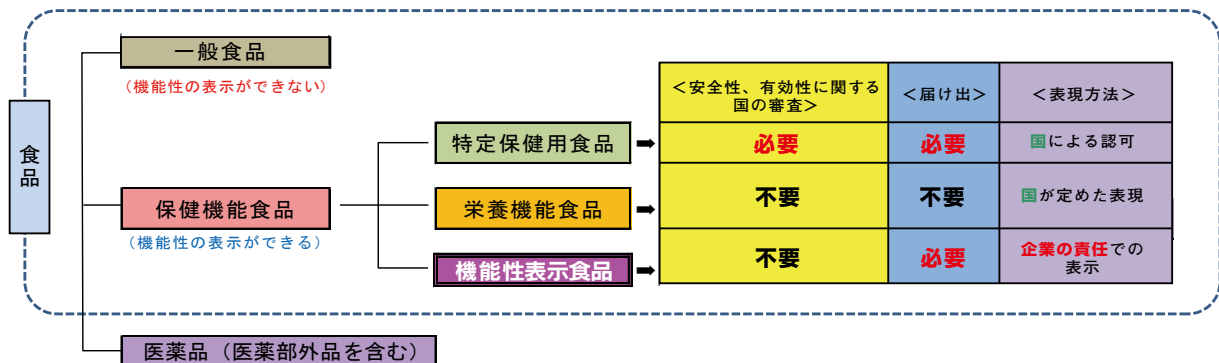 食品
一般食品
（機能性の表示ができない）
保健機能食品
（機能性の表示ができる）
医薬品（医薬部外品を含む）
特定保健用食品
栄養機能食品
機能性表示食品
＜安全性、有効性に関する
国の審査＞
＜届け出＞
＜表現方法＞
必要
必要
国による認可
不要
不要
国が定めた表現
不要
必要
企業の責任での
表示